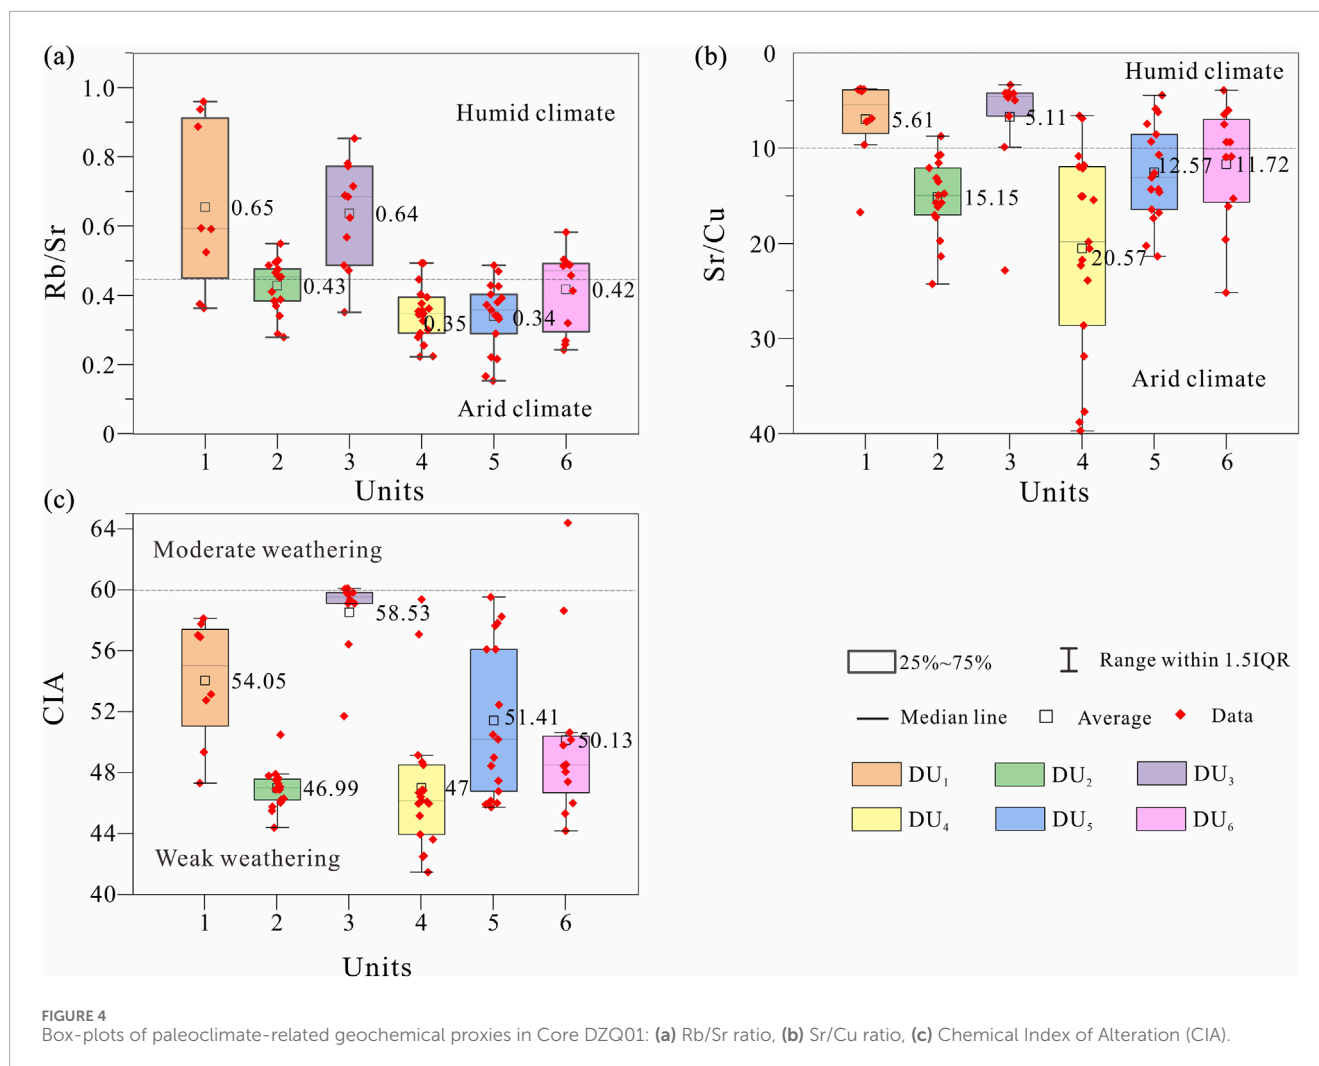 (a)
1.0
0.8
0.6
0.4
0.2
0
Rb/Sr
Humid climate
Arid climate
0.65
0.43
0.64
0.35
0.34
0.42
1 2 3 4 5 6
Units
(b)
0
10
20
30
40
Sr/Cu
Humid climate
Arid climate
5.61
15.15
5.11
20.57
12.57
11.72
1 2 3 4 5 6
Units
(c)
64
60
56
52
48
44
40
CIA
Moderate weathering
Weak weathering
54.05
46.99
58.53
47
51.41
50.13
1 2 3 4 5 6
Units
25%~75% Range within 1.5IQR
Median line Average Data
DU₁ DU₂ DU₃
DU₄ DU₅ DU₆
FIGURE 4
Box-plots of paleoclimate-related geochemical proxies in Core DZQ01: (a) Rb/Sr ratio, (b) Sr/Cu ratio, (c) Chemical Index of Alteration (CIA).